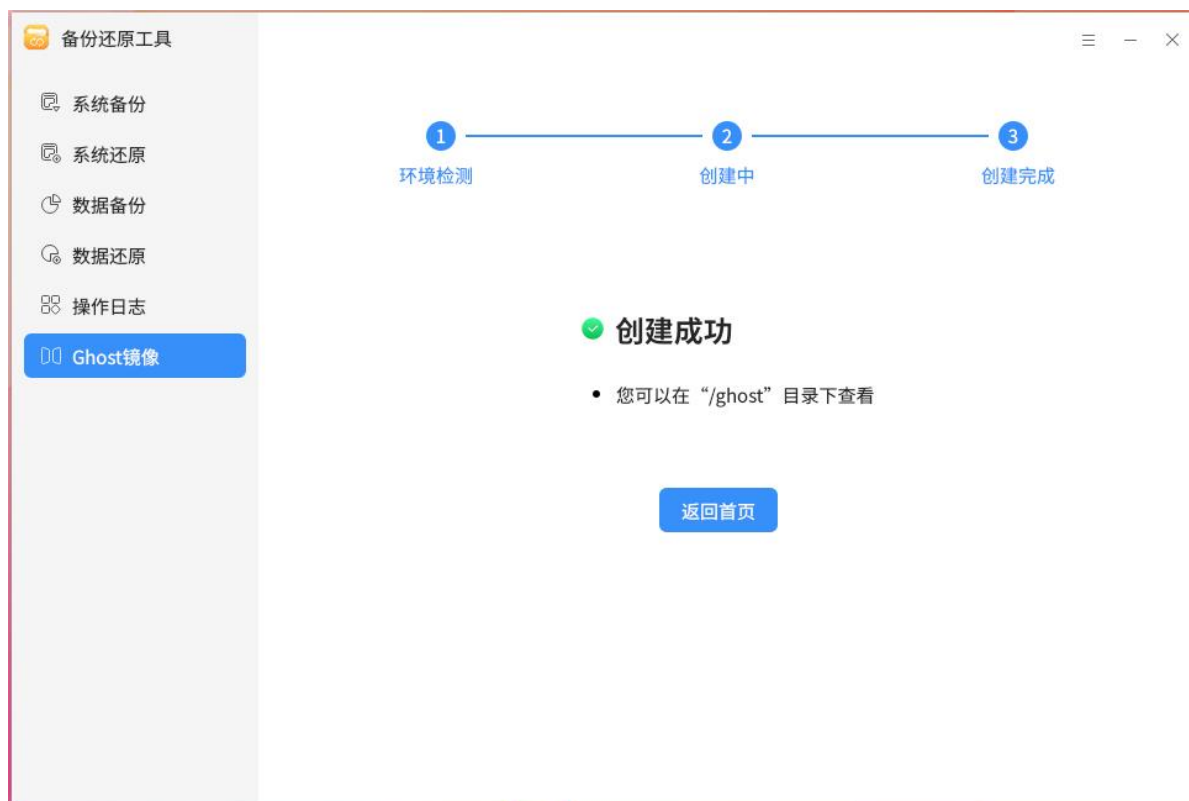 备份还原工具
系统备份
系统还原
数据备份
数据还原
操作日志
Ghost镜像
1
2
3
环境检测
创建中
创建完成
创建成功
• 您可以在“/ghost”目录下查看
返回首页